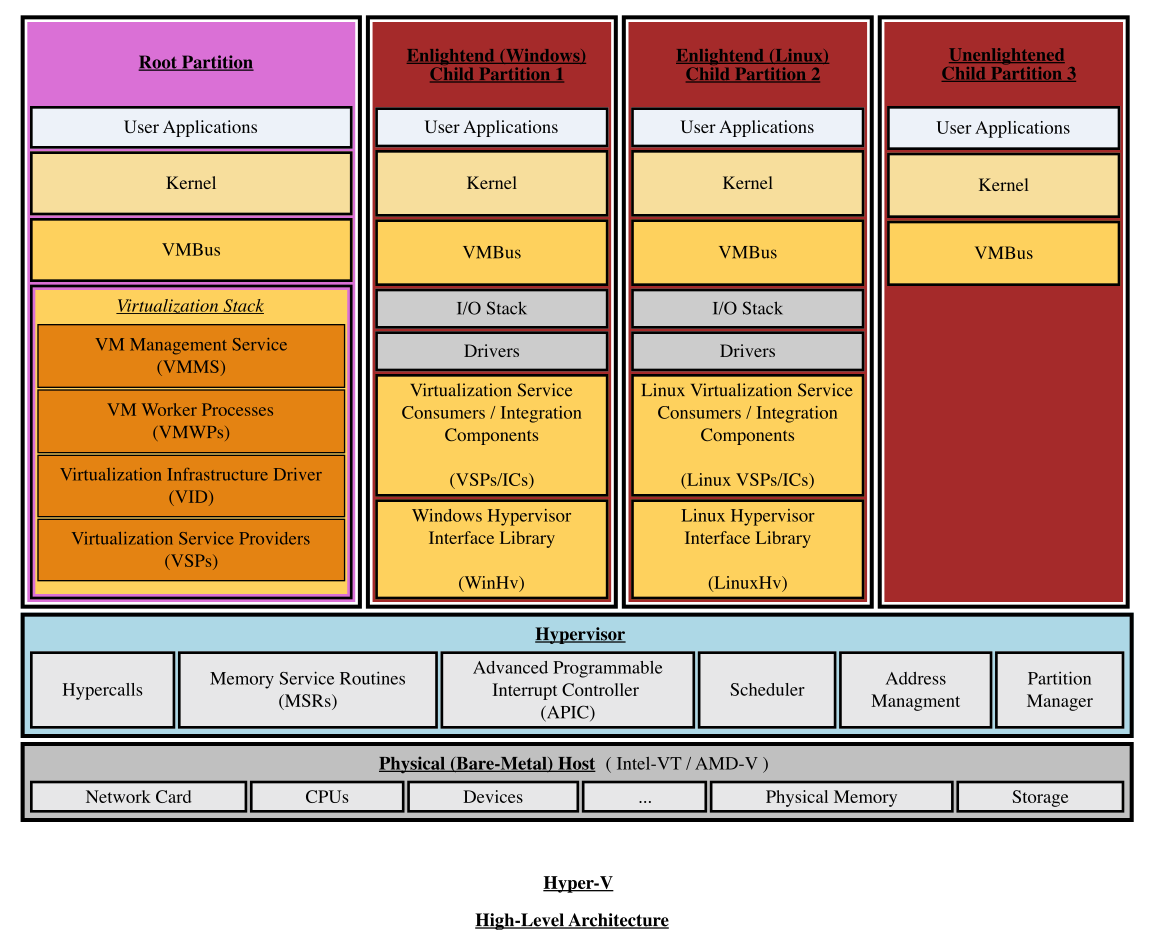 Root Partition
User Applications
Kernel
VMBus
Virtualization Stack
VM Management Service
(VMMS)
VM Worker Processes
(VMWPs)
Virtualization Infrastructure Driver
(VID)
Virtualization Service Providers
(VSPs)
Enlightend (Windows)
Child Partition 1
User Applications
Kernel
VMBus
I/O Stack
Drivers
Virtualization Service
Consumers / Integration
Components
(VSPs/ICs)
Windows Hypervisor
Interface Library
(WinHv)
Enlightend (Linux)
Child Partition 2
User Applications
Kernel
VMBus
I/O Stack
Drivers
Linux Virtualization Service
Consumers / Integration
Components
(Linux VSPs/ICs)
Linux Hypervisor
Interface Library
(LinuxHv)
Unenlightened
Child Partition 3
User Applications
Kernel
VMBus
Hypervisor
Hypercalls
Memory Service Routines
(MSRs)
Advanced Programmable
Interrupt Controller
(APIC)
Scheduler
Address
Managment
Partition
Manager
Physical (Bare-Metal) Host ( Intel-VT / AMD-V )
Network Card
CPUs
Devices
...
Physical Memory
Storage
Hyper-V
High-Level Architecture